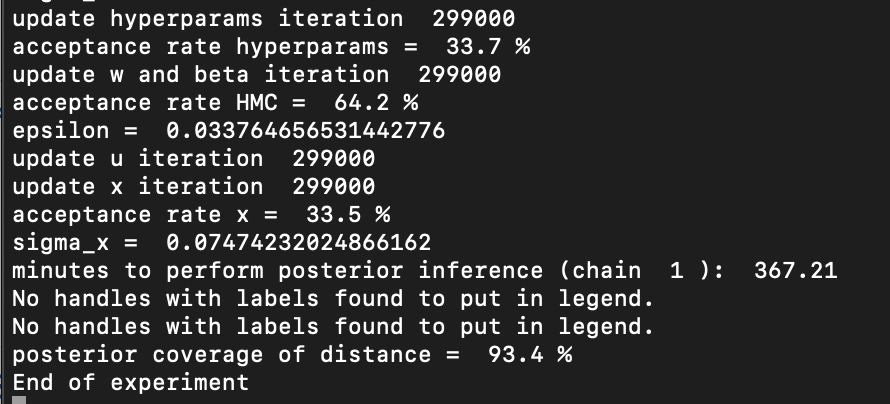 update hyperparams iteration  299000
acceptance rate hyperparams =  33.7 %
update w and beta iteration  299000
acceptance rate HMC =  64.2 %
epsilon =  0.033764656531442776
update u iteration  299000
update x iteration  299000
acceptance rate x =  33.5 %
sigma_x =  0.07474232024866162
minutes to perform posterior inference (chain  1 ):  367.21
No handles with labels found to put in legend.
No handles with labels found to put in legend.
posterior coverage of distance =  93.4 %
End of experiment